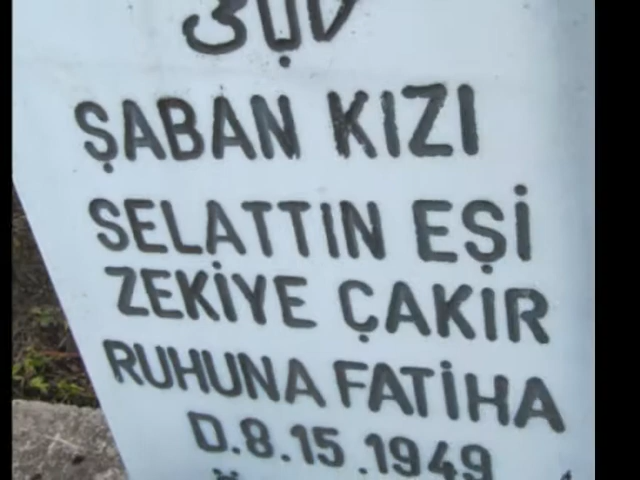 ŞABAN KIZI
SELATTIN EŞİ
ZEKİYE ÇAKIR
RUHUNA FATİHA
D.8.15.1949